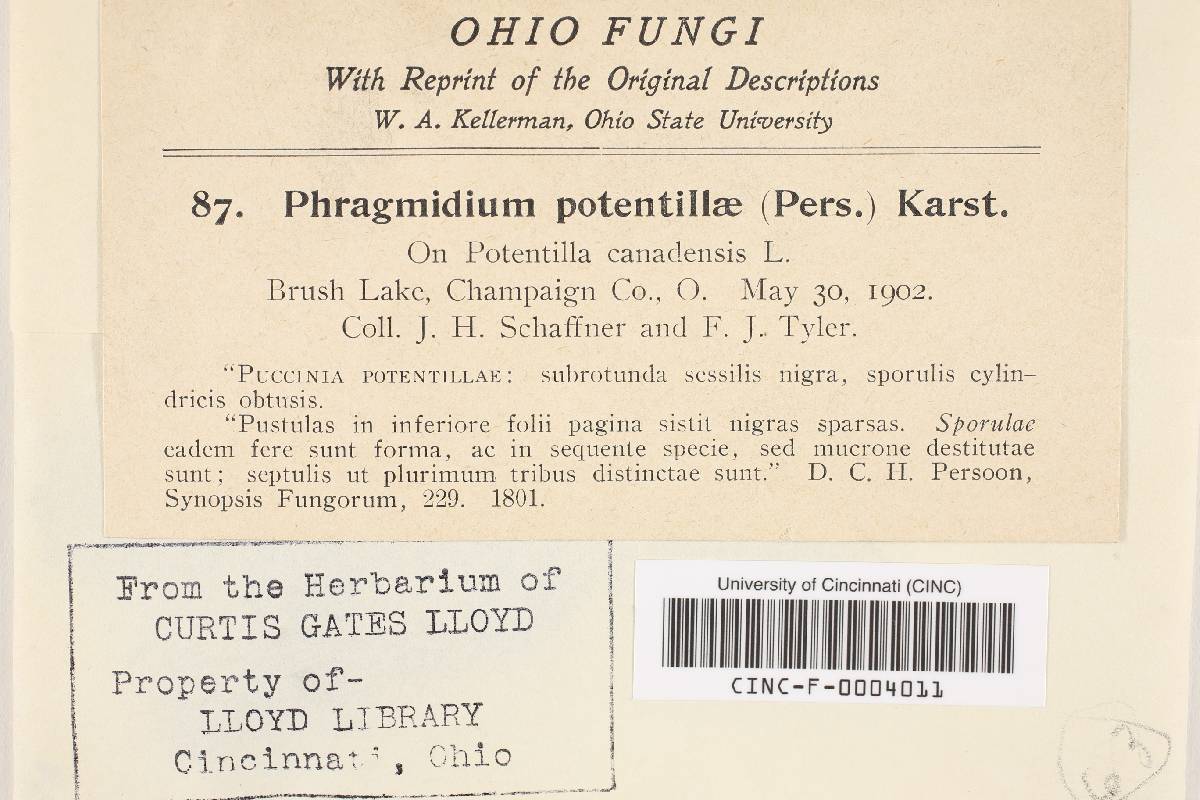 OHIO FUNGI
With Reprint of the Original Descriptions
W. A. Kellerman, Ohio State University
87. Phragmidium potentillæ (Pers.) Karst.
On Potentilla canadensis L.
Brush Lake, Champaign Co., O. May 30, 1902.
Coll. J. H. Schaffner and F. J. Tyler.
"PUCCINIA POTENTILLAE: subrotunda sessilis nigra, sporulis cylin-
dricis obtusis.
"Pustulas in inferiore folii pagina sistit nigras sparsas. Sporulae
eadem fere sunt forma, ac in sequente specie, sed mucrone destitutae
sunt; septulis ut plurimum tribus distinctae sunt." D. C. H. Persoon,
Synopsis Fungorum, 229. 1801.
From the Herbarium of
CURTIS GATES LLOYD
Property of-
LLOYD LIBRARY
Cincinnati, Ohio
University of Cincinnati (CINC)
CINC-F-0004011